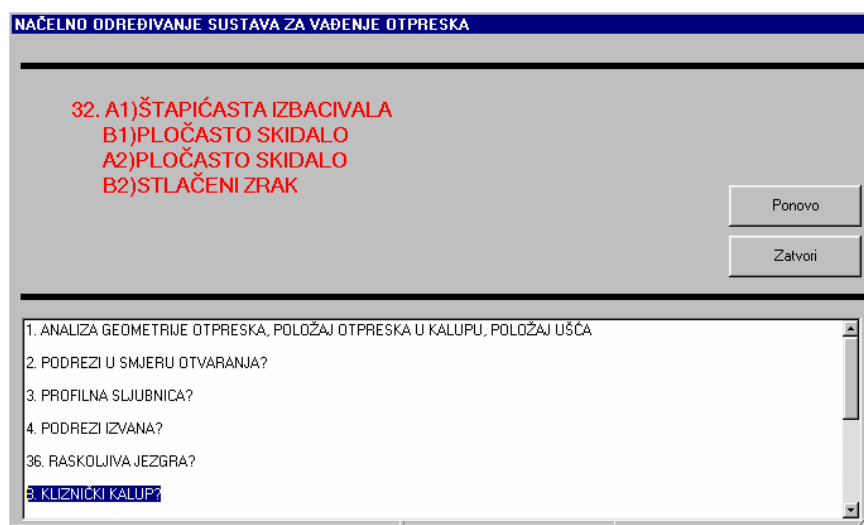 NAČELNO ODREĐIVANJE SUSTAVA ZA VAĐENJE OTPRESKA
32. A1)ŠTAPIĆASTA IZBACIVALA
B1)PLOČASTO SKIDALO
A2)PLOČASTO SKIDALO
B2)STLAČENI ZRAK
Ponovo
Zatvori
1. ANALIZA GEOMETRIJE OTPRESKA, POLOŽAJ OTPRESKA U KALUPU, POLOŽAJ UŠĆA
2. PODREZI U SMJERU OTVARANJA?
3. PROFILNA SLJUBNICA?
4. PODREZI IZVANA?
36. RASKOLJIVA JEZGRA?
8. KLIZNIČKI KALUP?